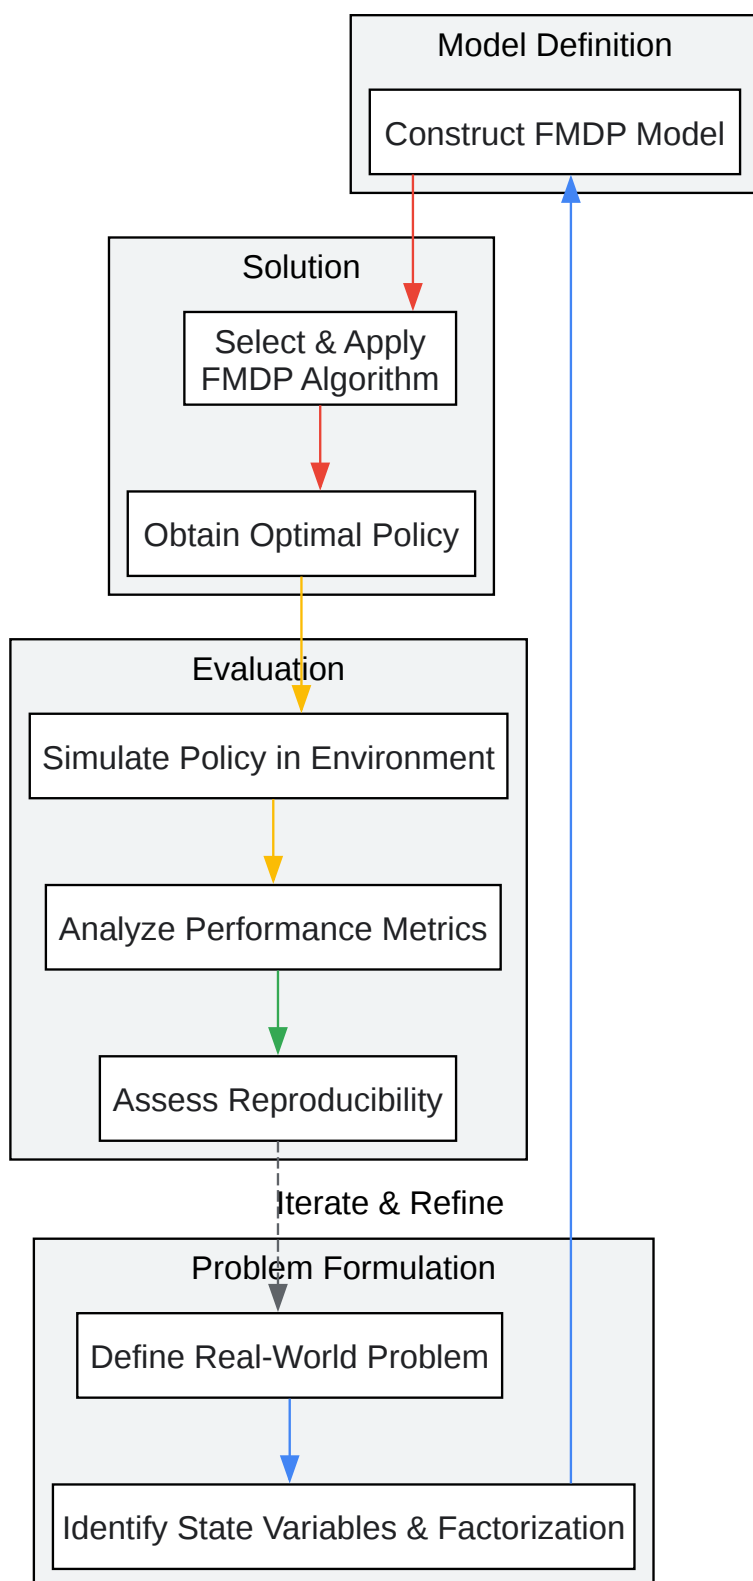 Model Definition
Construct FMDP Model
Solution
Select & Apply
FMDP Algorithm
Obtain Optimal Policy
Evaluation
Simulate Policy in Environment
Analyze Performance Metrics
Assess Reproducibility
Iterate & Refine
Problem Formulation
Define Real-World Problem
Identify State Variables & Factorization